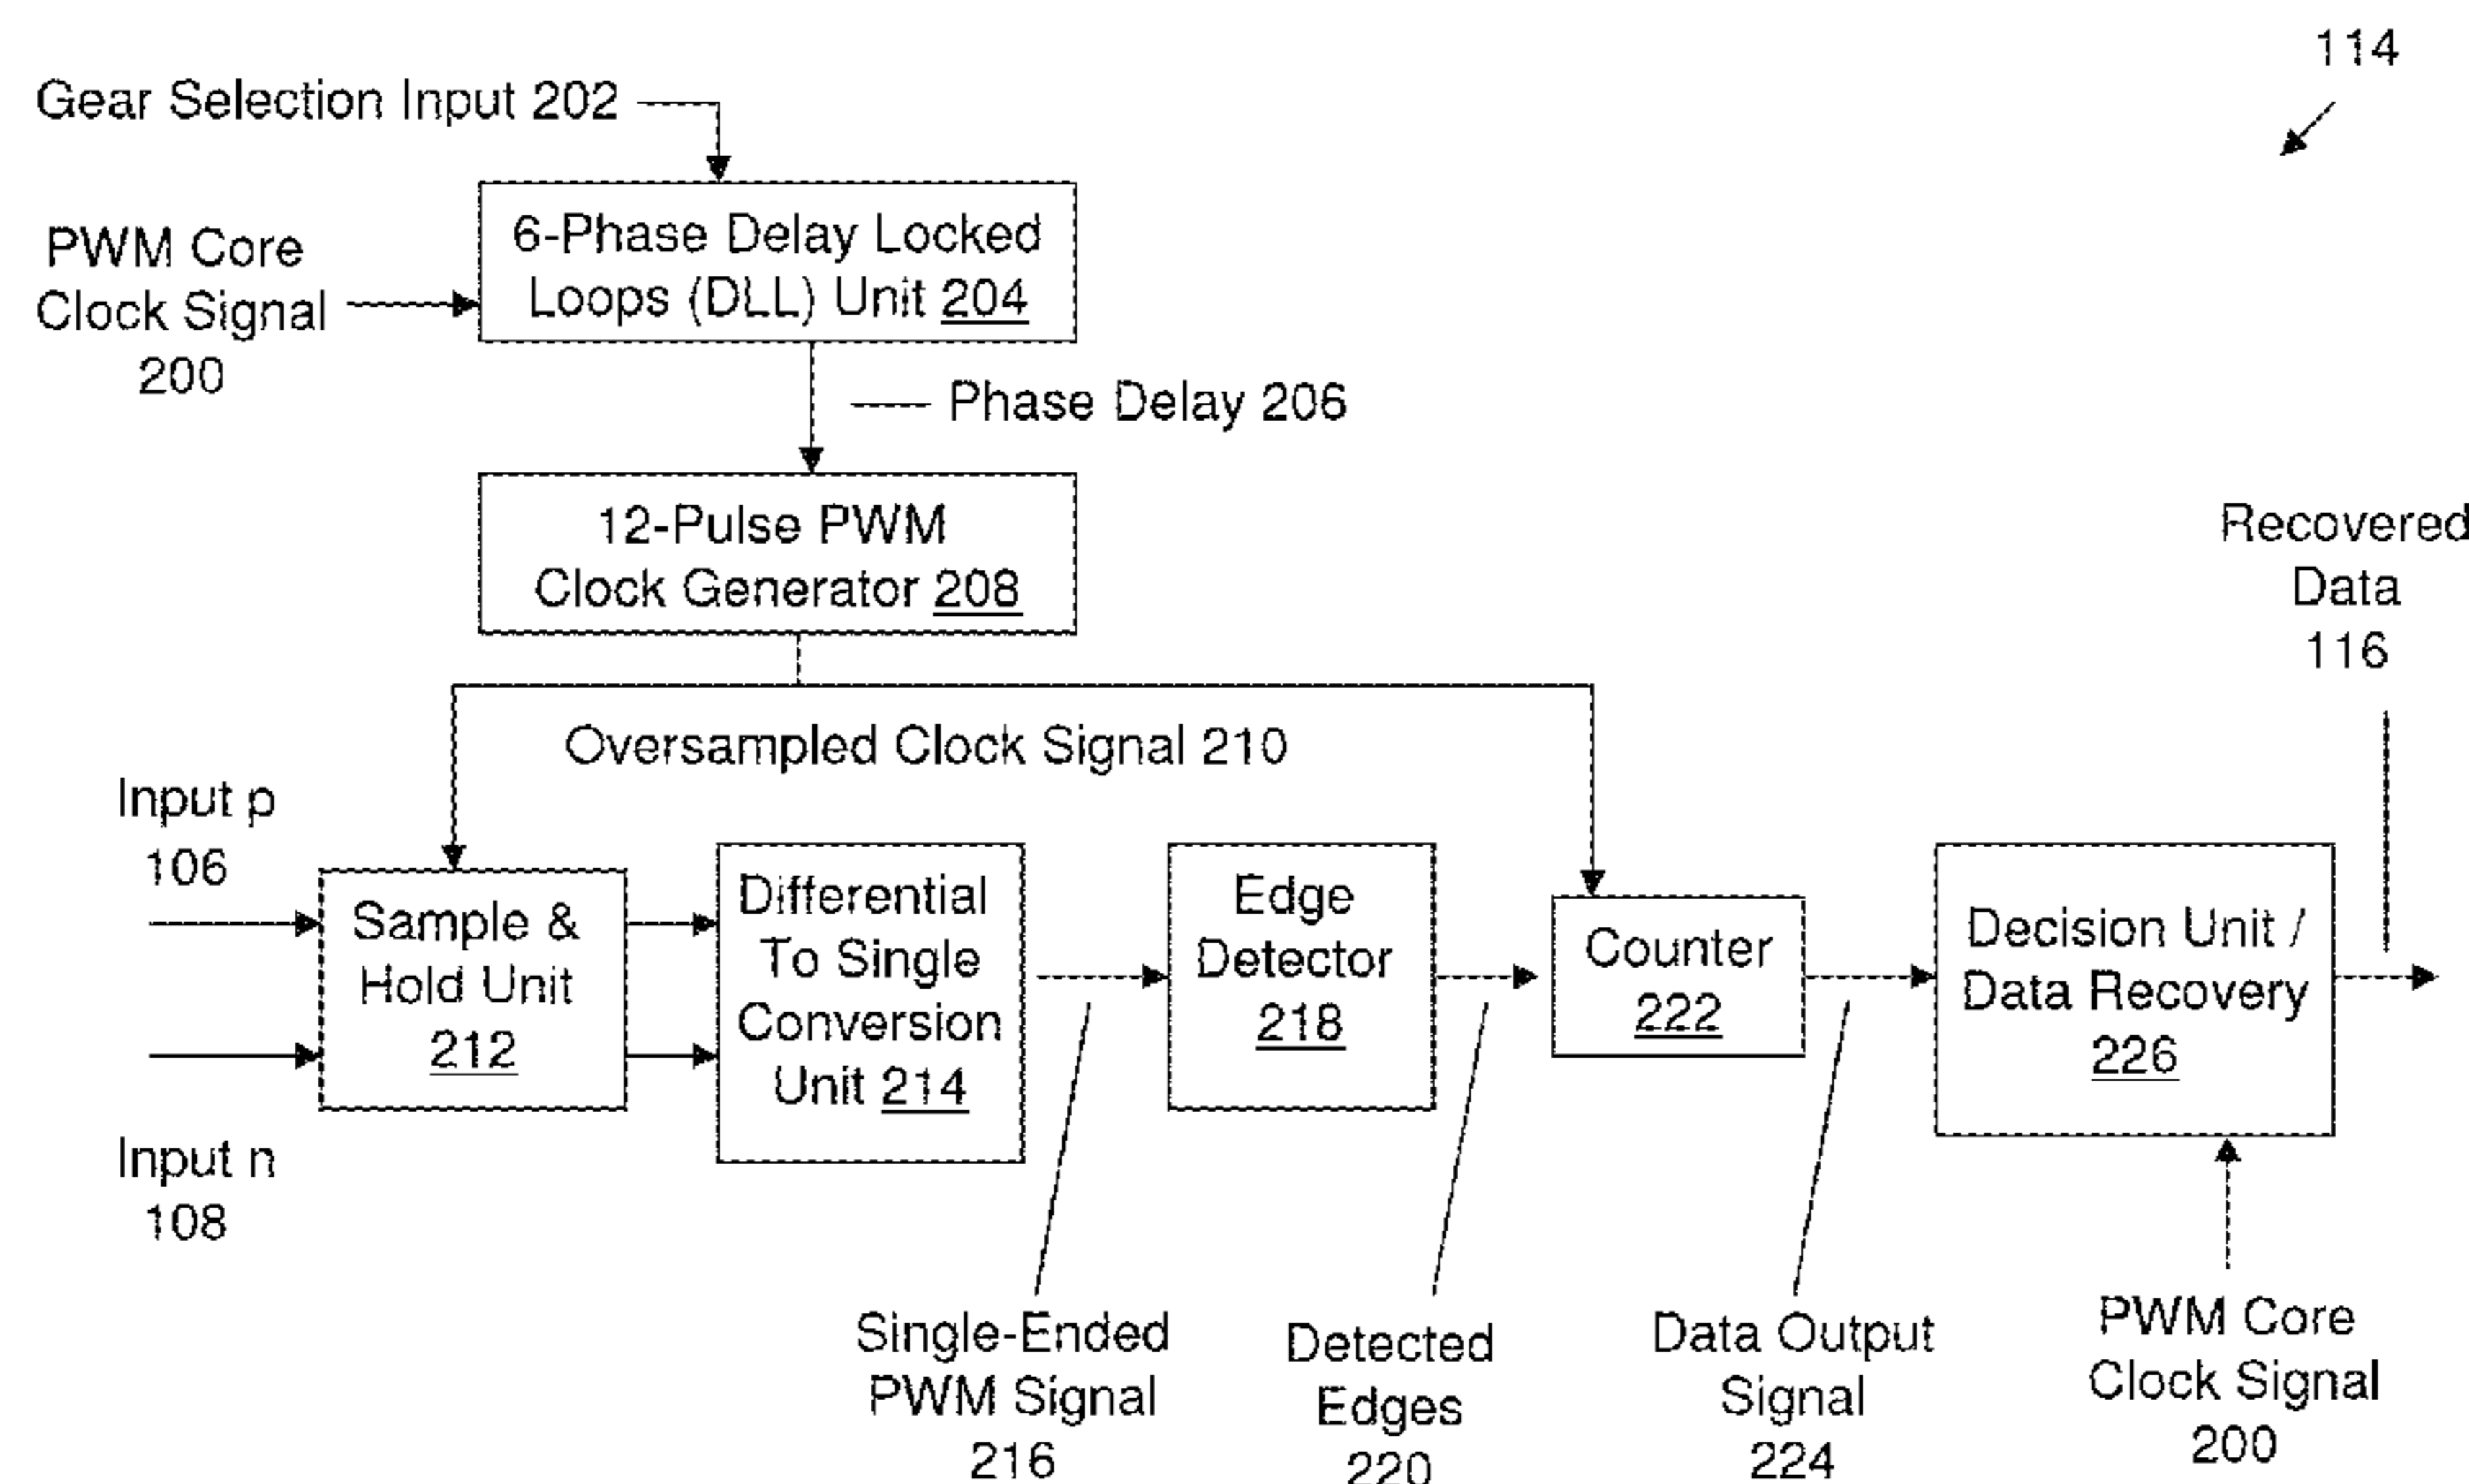 114
Gear Selection Input 202
PWM Core
Clock Signal
200
6-Phase Delay Locked
Loops (DLL) Unit 204
Phase Delay 206
12-Pulse PWM
Clock Generator 208
Recovered
Data
116
Oversampled Clock Signal 210
Input p
106
Input n
108
Sample &
Hold Unit
212
Differential
To Single
Conversion
Unit 214
Edge
Detector
218
Counter
222
Decision Unit /
Data Recovery
226
Single-Ended
PWM Signal
216
Detected
Edges
220
Data Output
Signal
224
PWM Core
Clock Signal
200